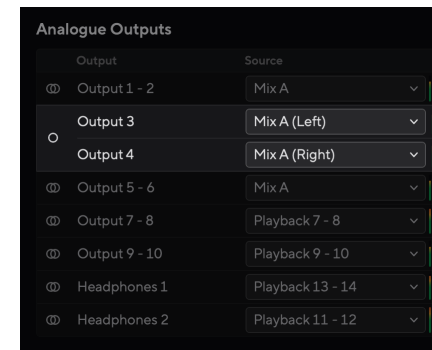 Analogue Outputs
Output Source
Output 1 - 2 Mix A
Output 3 Mix A (Left)
Output 4 Mix A (Right)
Output 5 - 6 Mix A
Output 7 - 8 Playback 7 - 8
Output 9 - 10 Playback 9 - 10
Headphones 1 Playback 13 - 14
Headphones 2 Playback 11 - 12